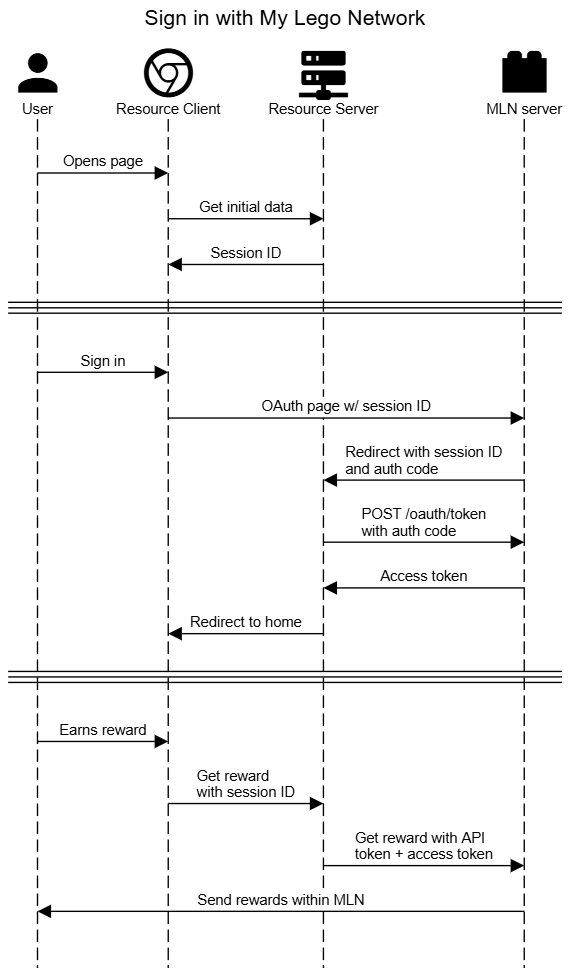 Sign in with My Lego Network
User
Resource Client
Resource Server
MLN server
Opens page
Get initial data
Session ID
Sign in
OAuth page w/ session ID
Redirect with session ID
and auth code
POST /oauth/token
with auth code
Access token
Redirect to home
Earns reward
Get reward
with session ID
Get reward with API
token + access token
Send rewards within MLN